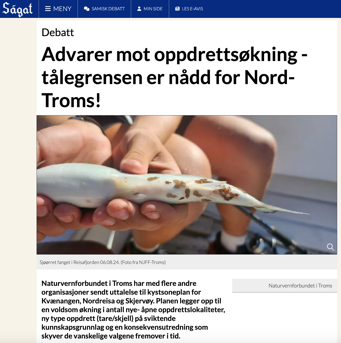 Ságat
MENY
SAMISK DEBATT
MIN SIDE
LES E-AVIS
Debatt
Advarer mot oppdrettsøkning -
tålegrensen er nådd for Nord-
Troms!
Sjøørret fanget i Reisafjorden 06.08.24. (Foto fra NJFF-Troms)
Naturvernforbundet i Troms har med flere andre
organisasjoner sendt uttalelse til kystsoneplan for
Kvænangen, Nordreisa og Skjervøy. Planen legger opp til
en voldsom økning i antall nye- åpne oppdrettslokaliteter,
ny type oppdrett (tare/skjell) på sviktende
kunnskapsgrunnlag og en konsekvensutredning som
skyver de vanskelige valgene fremover i tid.
Naturvernforbundet i Troms